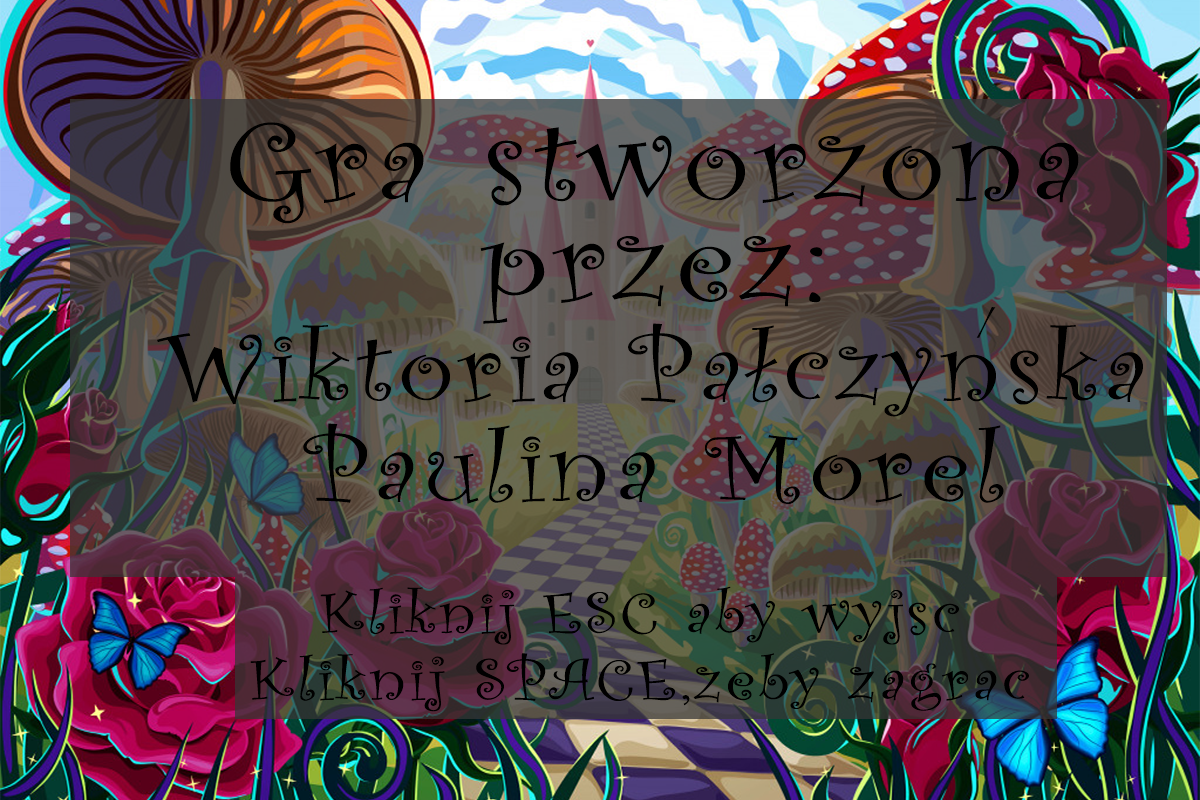 Gra stworzona
przez:
Wiktoria Pałczyńska
Paulina Morel
Kliknij ESC aby wyjsc
Kliknij SPACE,zeby zagrac